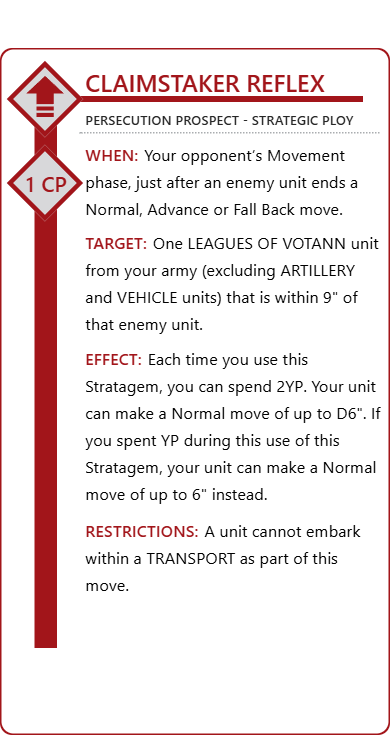 CLAIMSTAKER REFLEX
PERSECUTION PROSPECT - STRATEGIC PLOY
1 CP
WHEN: Your opponent’s Movement
phase, just after an enemy unit ends a
Normal, Advance or Fall Back move.
TARGET: One LEAGUES OF VOTANN unit
from your army (excluding ARTILLERY
and VEHICLE units) that is within 9" of
that enemy unit.
EFFECT: Each time you use this
Stratagem, you can spend 2YP. Your unit
can make a Normal move of up to D6". If
you spent YP during this use of this
Stratagem, your unit can make a Normal
move of up to 6" instead.
RESTRICTIONS: A unit cannot embark
within a TRANSPORT as part of this
move.